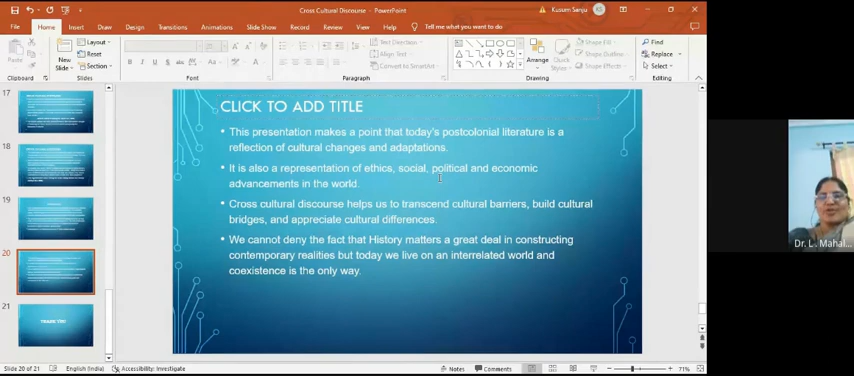 Cross Cultural Discourse - PowerPoint
Kusum Sanju
KS
File Home Insert Draw Design Transitions Animations Slide Show Record Review View Help Tell me what you want to do
Paste
New
Slide
Layout
Reset
Section
Text Direction
Align Text
Convert to SmartArt
Arrange
Quick
Styles
Shape Fill
Shape Outline
Shape Effects
Find
Replace
Select
Clipboard Slides Font Paragraph Drawing Editing
17
18
19
20
21
THANK YOU
CLICK TO ADD TITLE
• This presentation makes a point that today's postcolonial literature is a
reflection of cultural changes and adaptations.
• It is also a representation of ethics, social, political and economic
advancements in the world.
• Cross cultural discourse helps us to transcend cultural barriers, build cultural
bridges, and appreciate cultural differences.
• We cannot deny the fact that History matters a great deal in constructing
contemporary realities but today we live on an interrelated world and
coexistence is the only way.
Dr. L . Mahal...
Slide 20 of 21 English (India) Accessibility: Investigate Notes Comments 71%